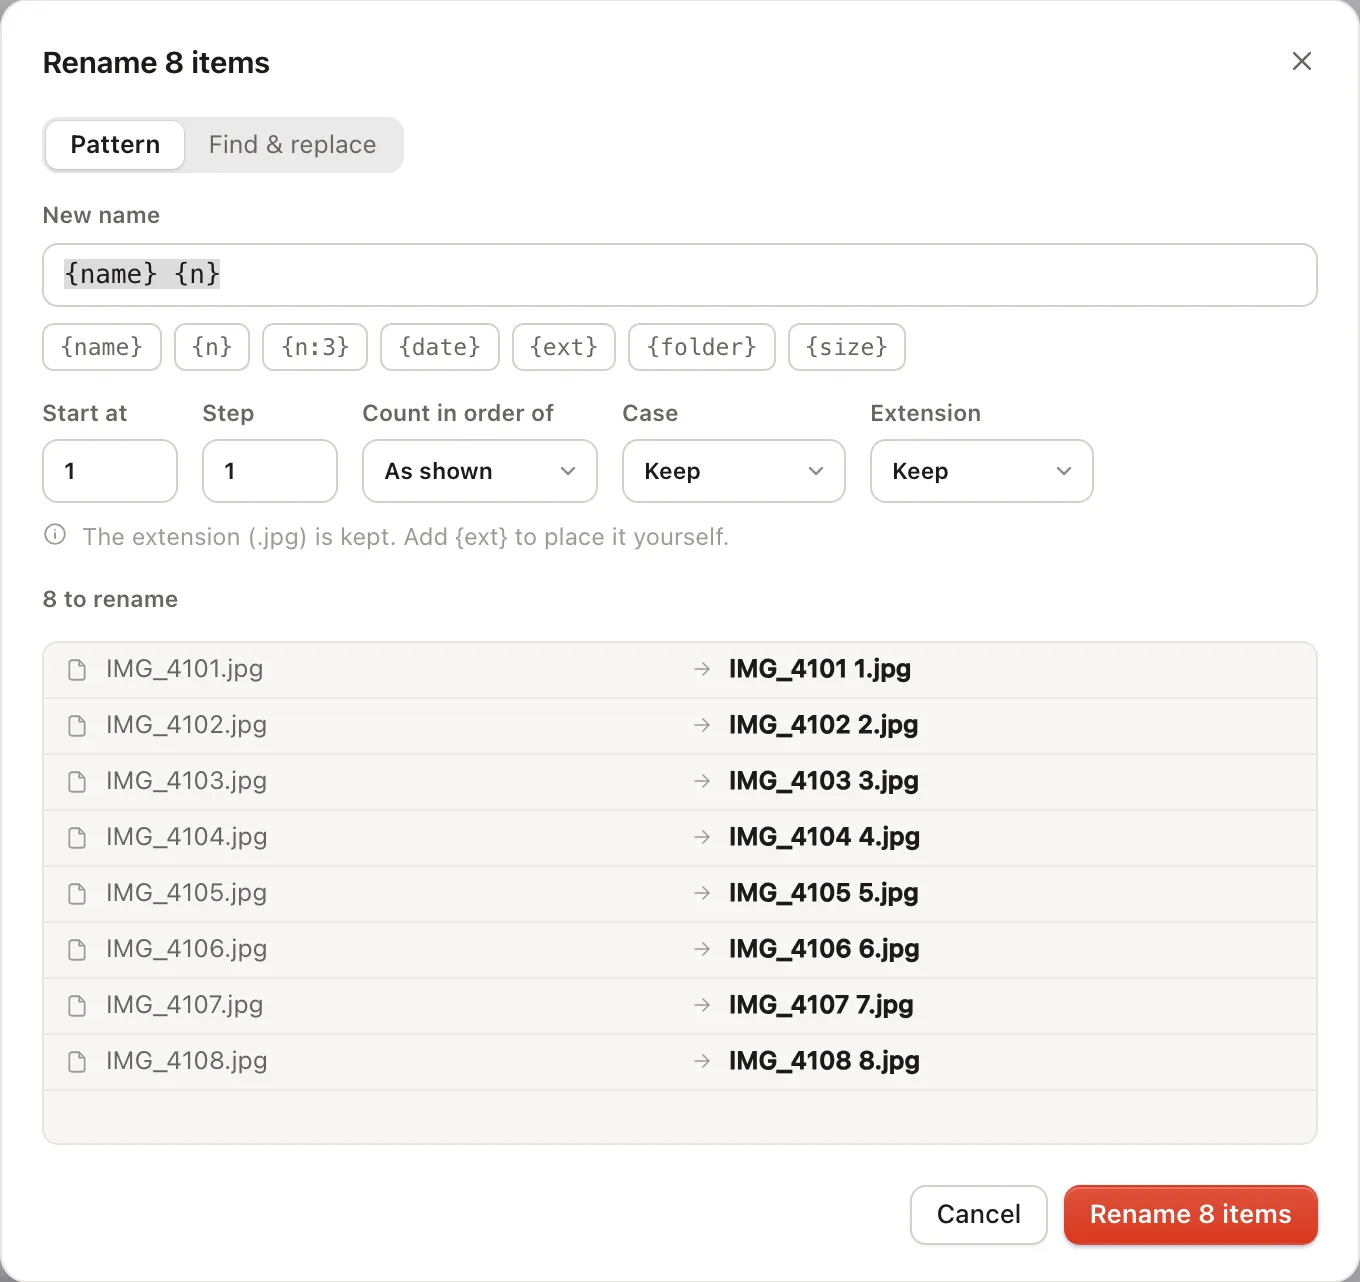 Rename 8 items
Pattern Find & replace
New name
{name} {n}
{name} {n} {n:3} {date} {ext} {folder} {size}
Start at Step Count in order of Case Extension
1 1 As shown Keep Keep
The extension (.jpg) is kept. Add {ext} to place it yourself.
8 to rename
IMG_4101.jpg → IMG_4101 1.jpg
IMG_4102.jpg → IMG_4102 2.jpg
IMG_4103.jpg → IMG_4103 3.jpg
IMG_4104.jpg → IMG_4104 4.jpg
IMG_4105.jpg → IMG_4105 5.jpg
IMG_4106.jpg → IMG_4106 6.jpg
IMG_4107.jpg → IMG_4107 7.jpg
IMG_4108.jpg → IMG_4108 8.jpg
Cancel Rename 8 items